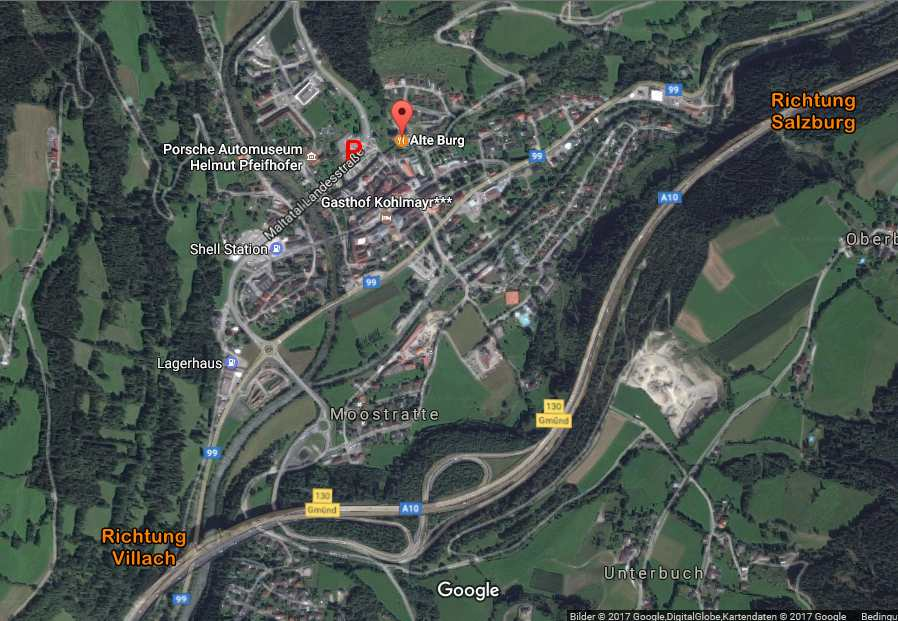 99
Richtung
Salzburg
P
Alte Burg
Porsche Automuseum
Helmut Pfeifhofer
99
Maltatal Landesstraße
A10
Gasthof Kohlmayr***
Shell Station
Oberb
99
Lagerhaus
130
Gmünd
Moostratte
99
130
Gmünd
A10
Richtung
Villach
Unterbuch
Google
99
Bilder © 2017 Google,DigitalGlobe,Kartendaten © 2017 Google Bedingu